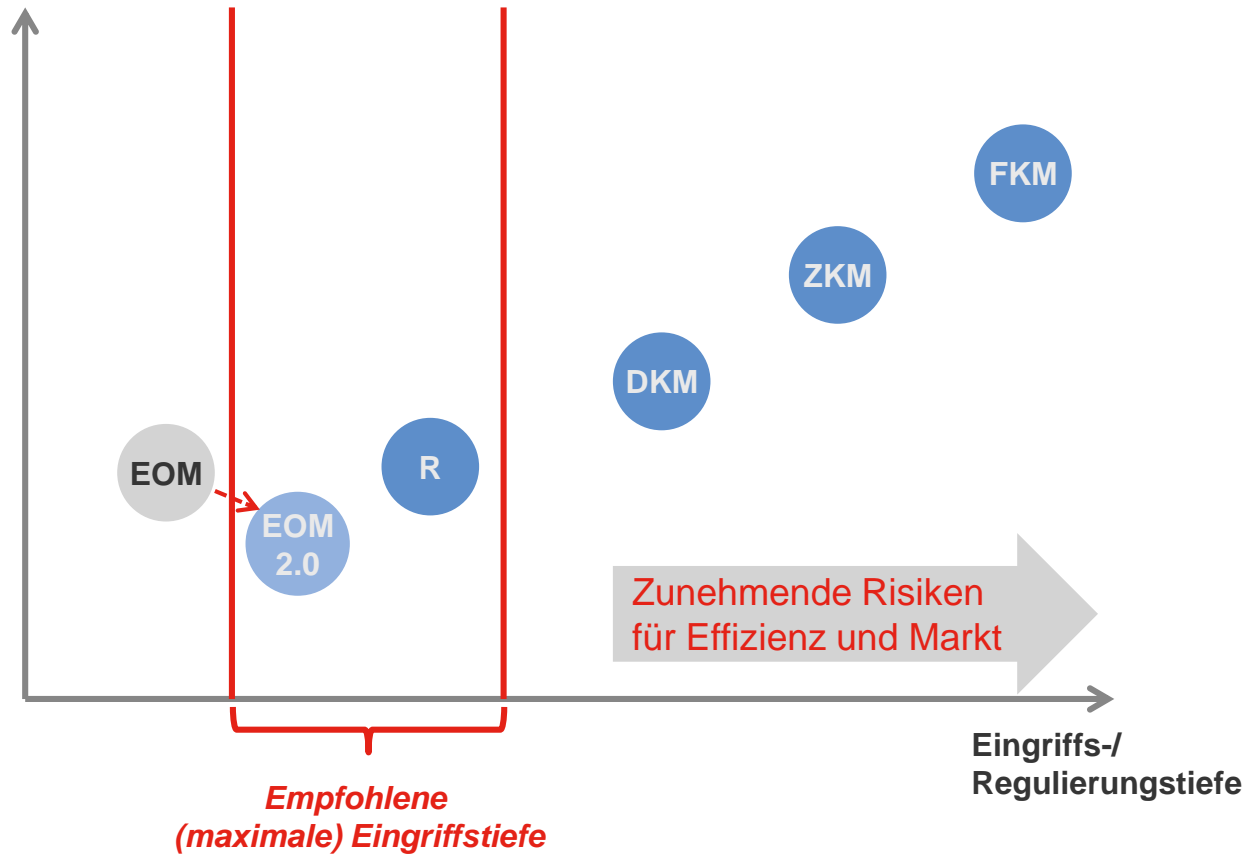 FKM
ZKM
DKM
EOM
R
EOM
2.0
Zunehmende Risiken
für Effizienz und Markt
Eingriffs-/
Regulierungstiefe
Empfohlene
(maximale) Eingriffstiefe